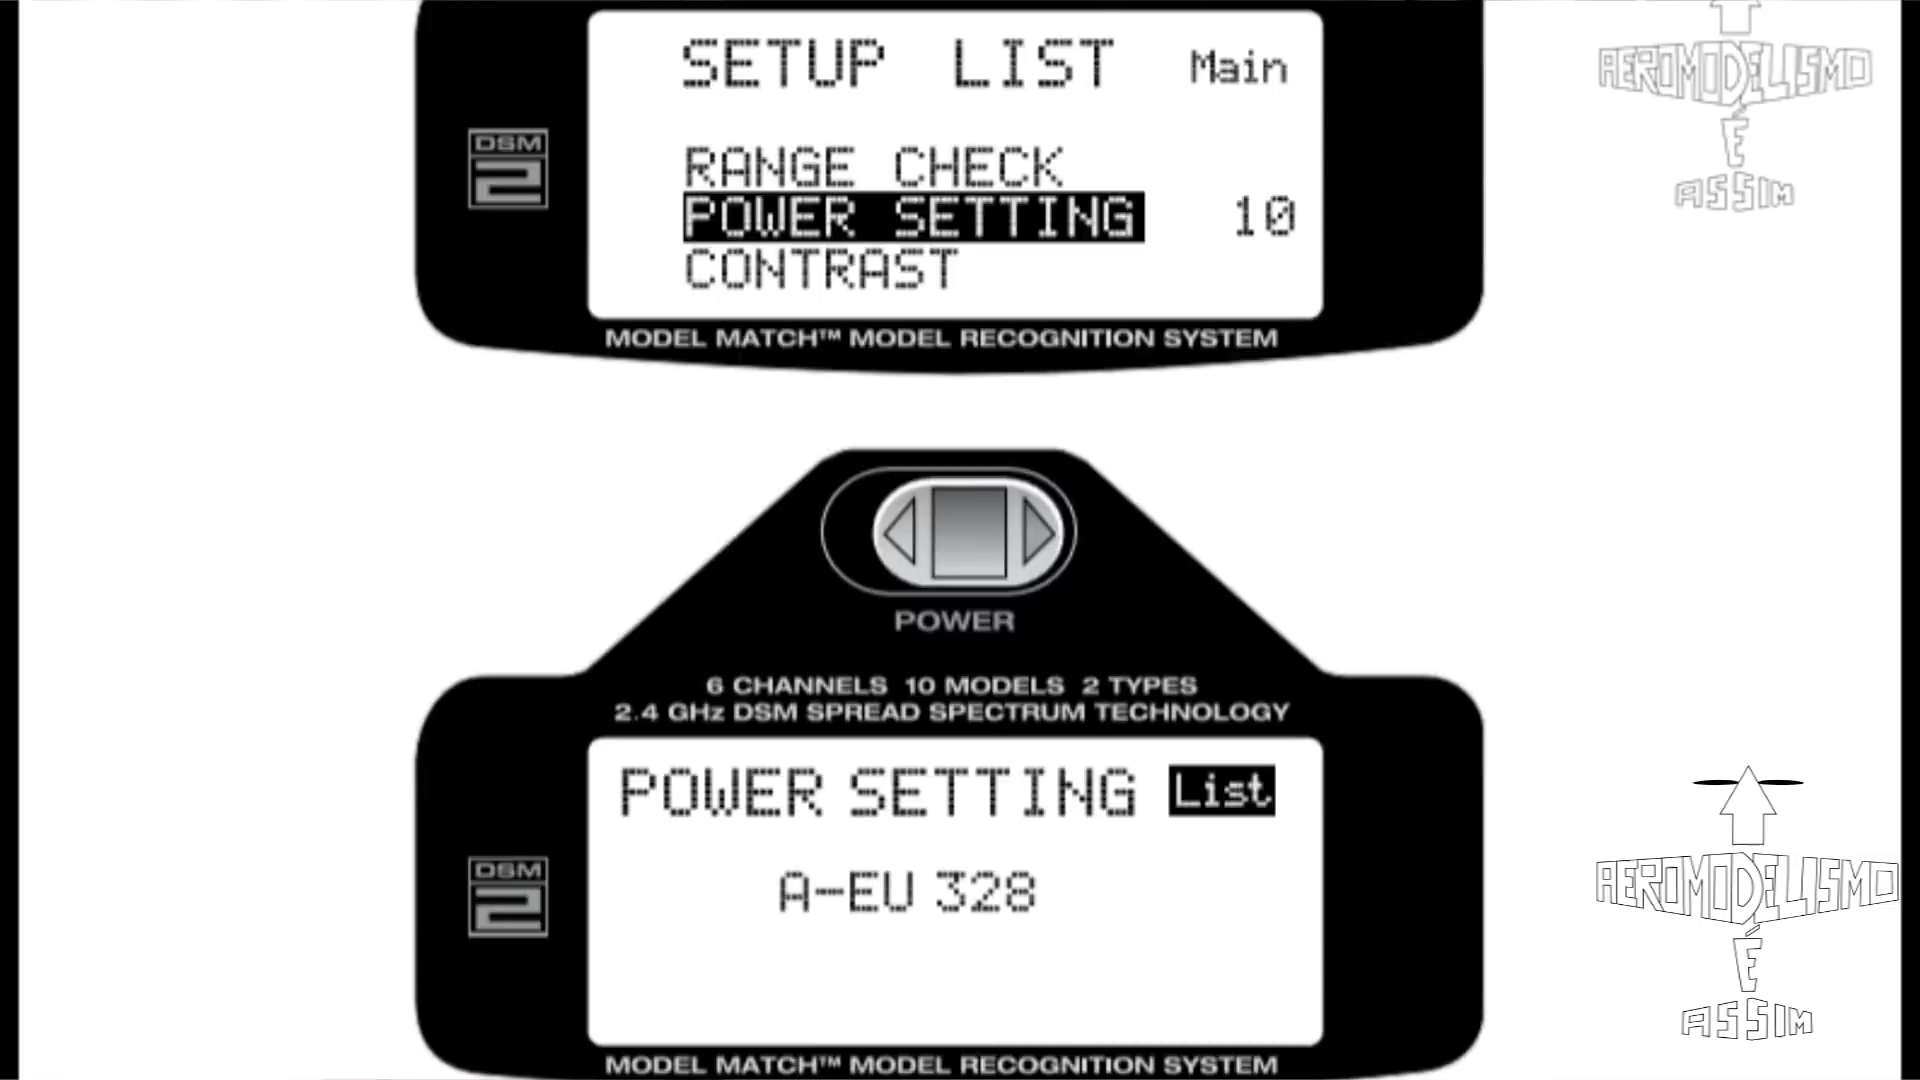 SETUP LIST Main
RANGE CHECK
POWER SETTING 10
CONTRAST
DSM
2
MODEL MATCH™ MODEL RECOGNITION SYSTEM
AEROMODELISMO
É
ASSIM
POWER
6 CHANNELS 10 MODELS 2 TYPES
2.4 GHz DSM SPREAD SPECTRUM TECHNOLOGY
POWER SETTING List
A-EU 328
DSM
2
MODEL MATCH™ MODEL RECOGNITION SYSTEM
AEROMODELISMO
É
ASSIM